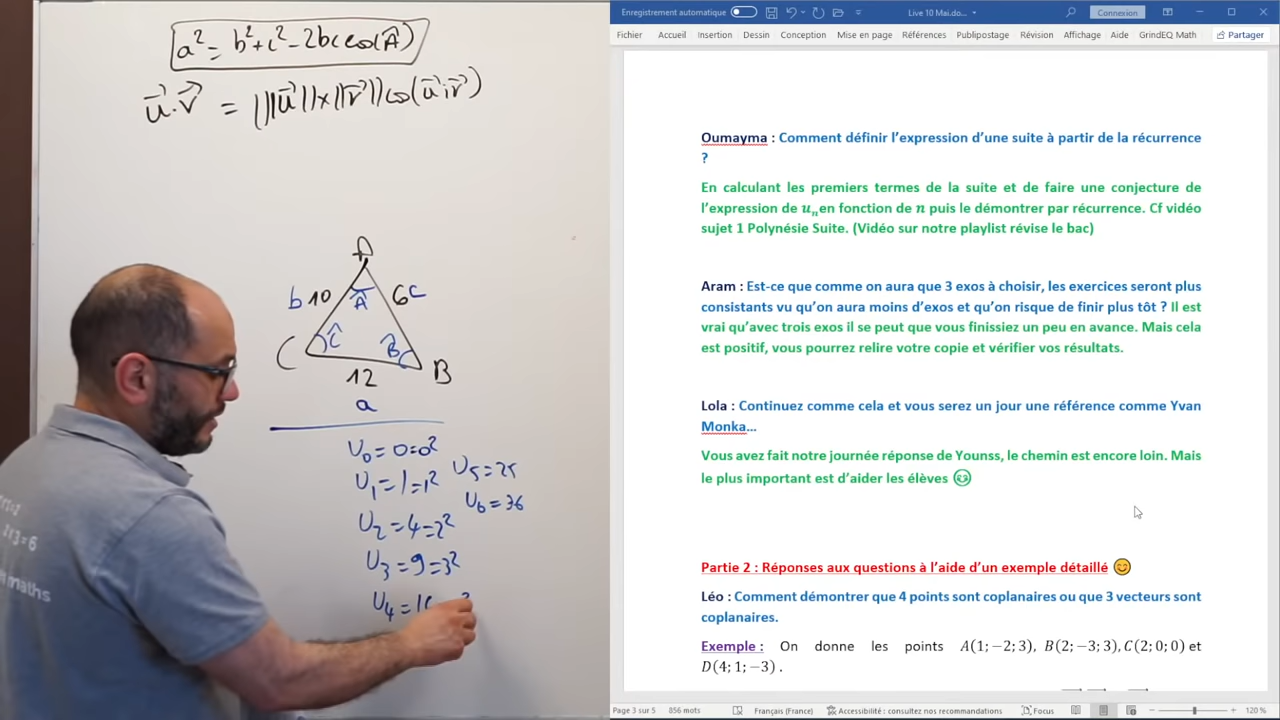 a² = b² + c² - 2bc cos(Â)
u⃗.v⃗ = ||u⃗||×||v⃗|| cos(u⃗;v⃗)
A
b 10
Â
6 c
C
Ĉ
B̂
B
12
a
U₀ = 0 = 0²
U₁ = 1 = 1²
U₅ = 25
U₂ = 4 = 2²
U₆ = 36
U₃ = 9 = 3²
U₄ =
maths
Enregistrement automatique
Live 10 Mai.do...
Connexion
Fichier Accueil Insertion Dessin Conception Mise en page Références Publipostage Révision Affichage Aide GrindEQ Math Partager
Oumayma : Comment définir l'expression d'une suite à partir de la récurrence
?
En calculant les premiers termes de la suite et de faire une conjecture de
l'expression de uₙen fonction de n puis le démontrer par récurrence. Cf vidéo
sujet 1 Polynésie Suite. (Vidéo sur notre playlist révise le bac)
Aram : Est-ce que comme on aura que 3 exos à choisir, les exercices seront plus
consistants vu qu'on aura moins d'exos et qu'on risque de finir plus tôt ? Il est
vrai qu'avec trois exos il se peut que vous finissiez un peu en avance. Mais cela
est positif, vous pourrez relire votre copie et vérifier vos résultats.
Lola : Continuez comme cela et vous serez un jour une référence comme Yvan
Monka...
Vous avez fait notre journée réponse de Younss, le chemin est encore loin. Mais
le plus important est d'aider les élèves 😀
Partie 2 : Réponses aux questions à l'aide d'un exemple détaillé 😊
Léo : Comment démontrer que 4 points sont coplanaires ou que 3 vecteurs sont
coplanaires.
Exemple : On donne les points A(1; −2; 3), B(2; −3; 3), C(2; 0; 0) et
D(4; 1; −3) .
Page 3 sur 5 856 mots Français (France) Accessibilité : consultez nos recommandations Focus 120 %